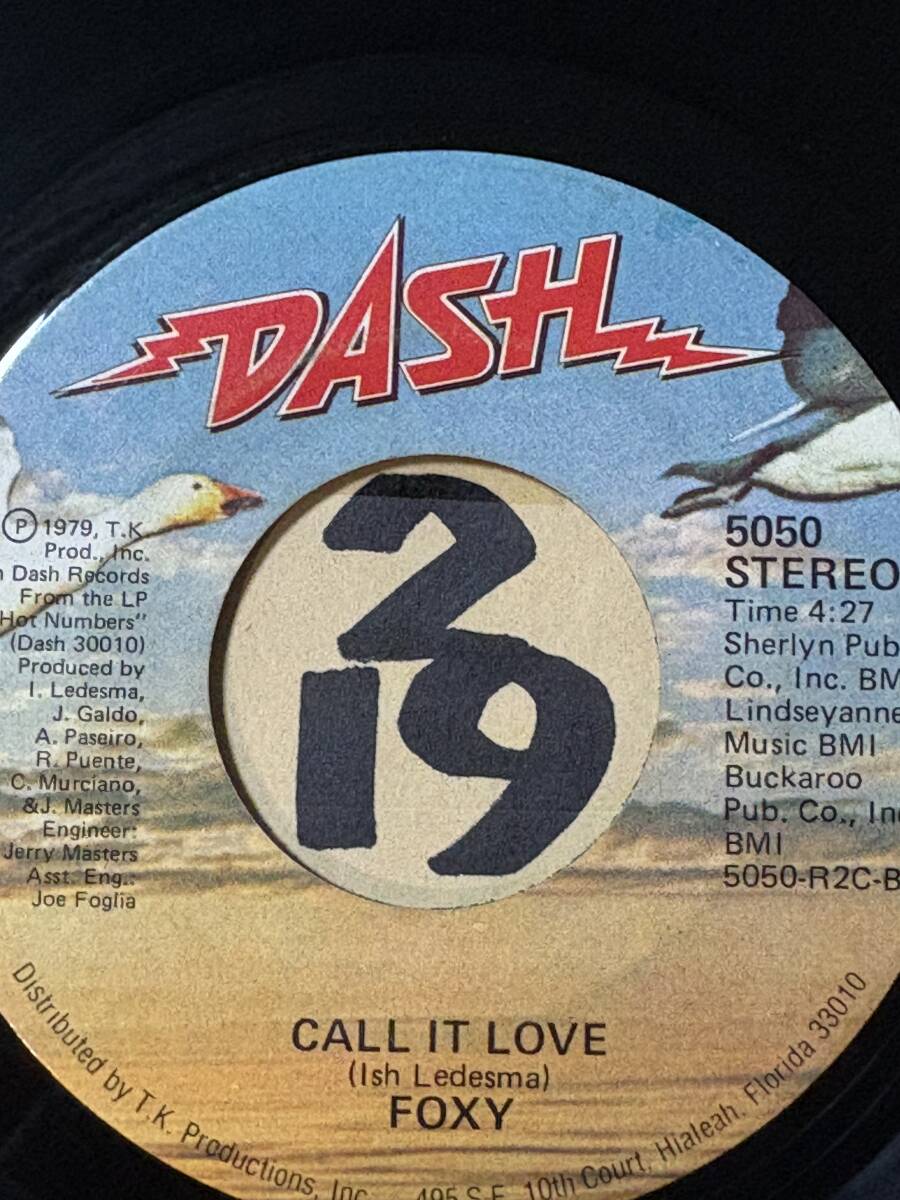 DASH
2
19
Ⓟ 1979, T.K
Prod., Inc.
Dash Records
From the LP
Hot Numbers"
(Dash 30010)
Produced by
I. Ledesma,
J. Galdo,
A. Paseiro,
R. Puente,
C. Murciano,
&J. Masters
Engineer:
Jerry Masters
Asst. Eng.:
Joe Foglia
5050
STEREO
Time 4:27
Sherlyn Pub
Co., Inc. BM
Lindseyanne
Music BMI
Buckaroo
Pub. Co., In
BMI
5050-R2C-B
CALL IT LOVE
(Ish Ledesma)
FOXY
Distributed by T.K. Productions, Inc. 495 S.E. 10th Court, Hialeah, Florida 33010